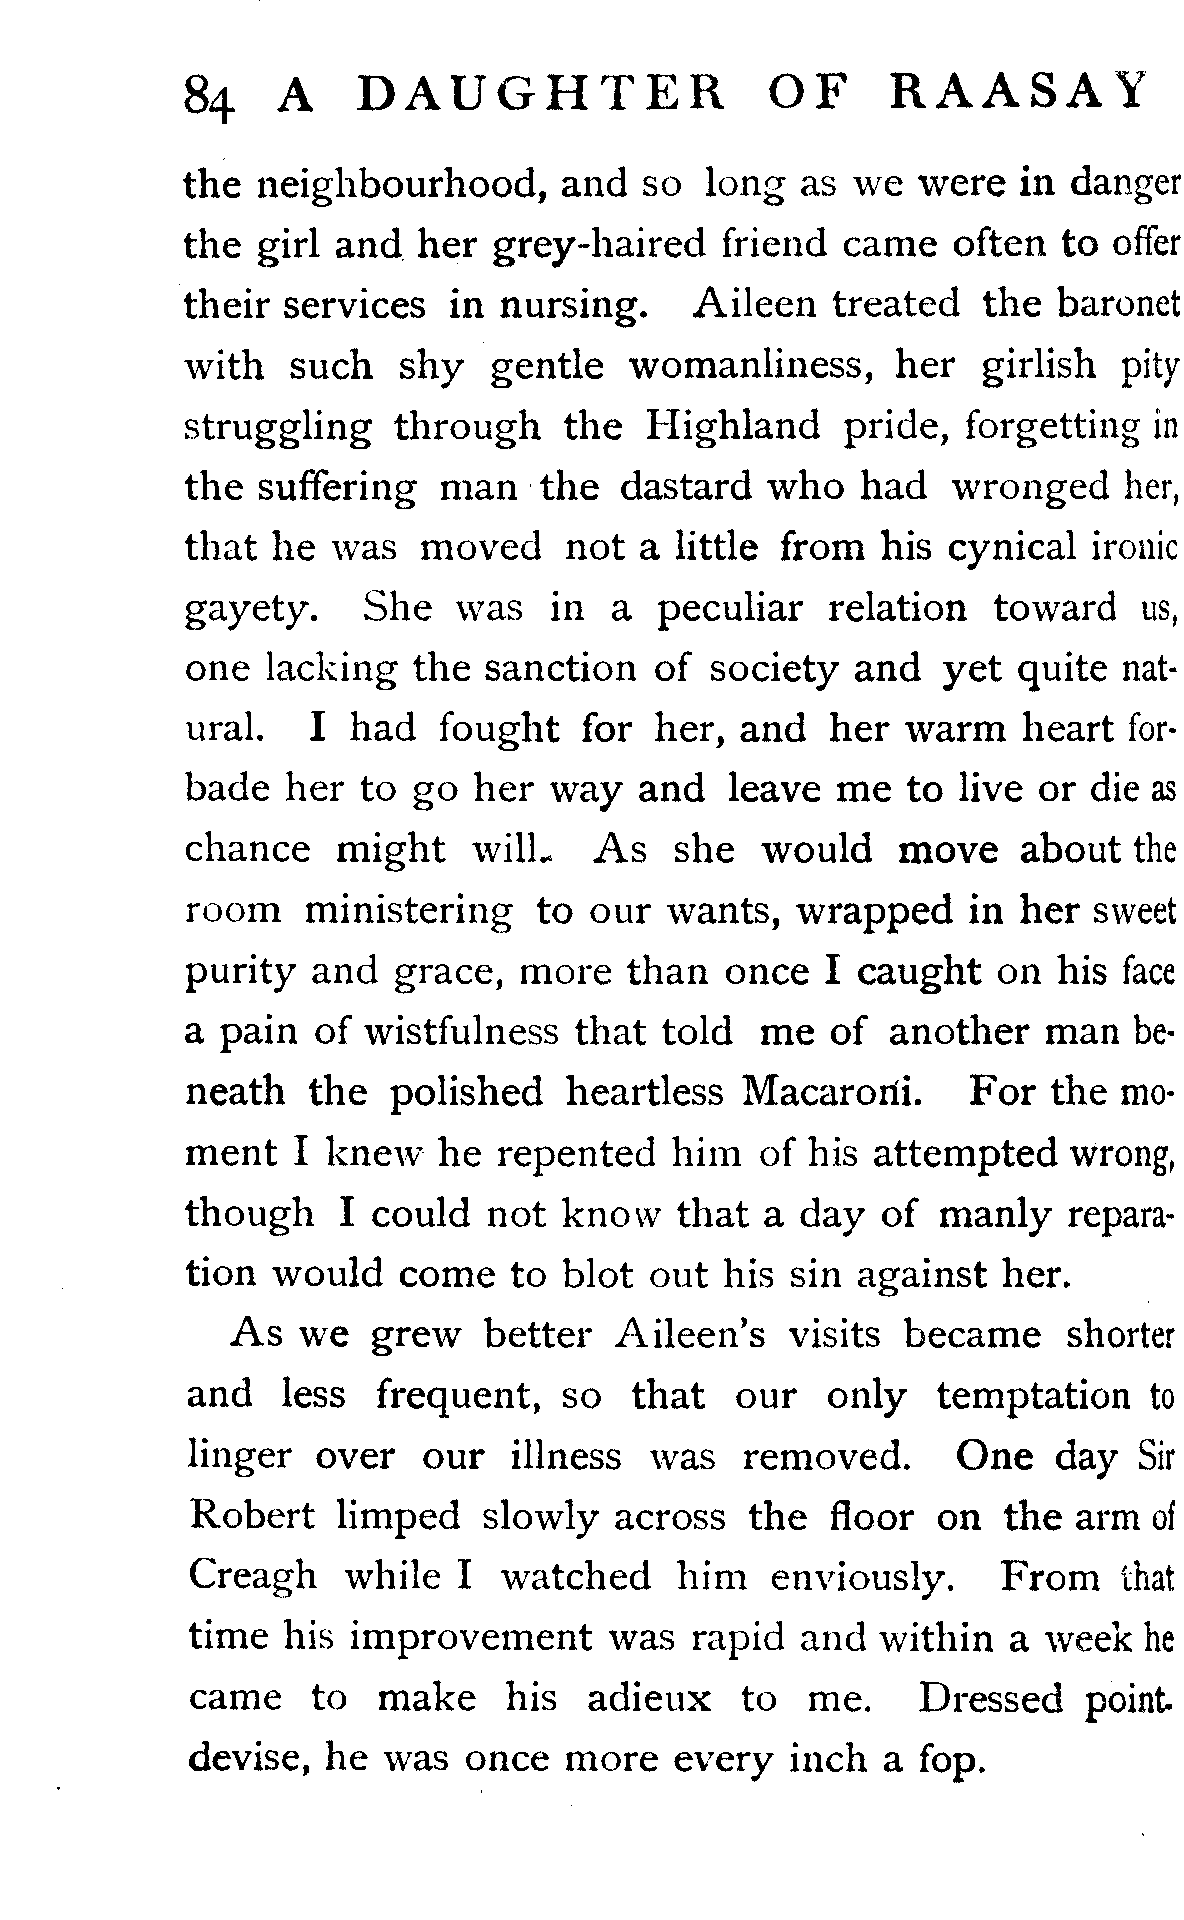 84 A DAUGHTER OF RAASAY
the neighbourhood, and so long as we were in danger
the girl and her grey-haired friend came often to offer
their services in nursing. Aileen treated the baronet
with such shy gentle womanliness, her girlish pity
struggling through the Highland pride, forgetting in
the suffering man the dastard who had wronged her,
that he was moved not a little from his cynical ironic
gayety. She was in a peculiar relation toward us,
one lacking the sanction of society and yet quite nat-
ural. I had fought for her, and her warm heart for-
bade her to go her way and leave me to live or die as
chance might will. As she would move about the
room ministering to our wants, wrapped in her sweet
purity and grace, more than once I caught on his face
a pain of wistfulness that told me of another man be-
neath the polished heartless Macaroni. For the mo-
ment I knew he repented him of his attempted wrong,
though I could not know that a day of manly repara-
tion would come to blot out his sin against her.
As we grew better Aileen's visits became shorter
and less frequent, so that our only temptation to
linger over our illness was removed. One day Sir
Robert limped slowly across the floor on the arm of
Creagh while I watched him enviously. From that
time his improvement was rapid and within a week he
came to make his adieux to me. Dressed point-
devise, he was once more every inch a fop.